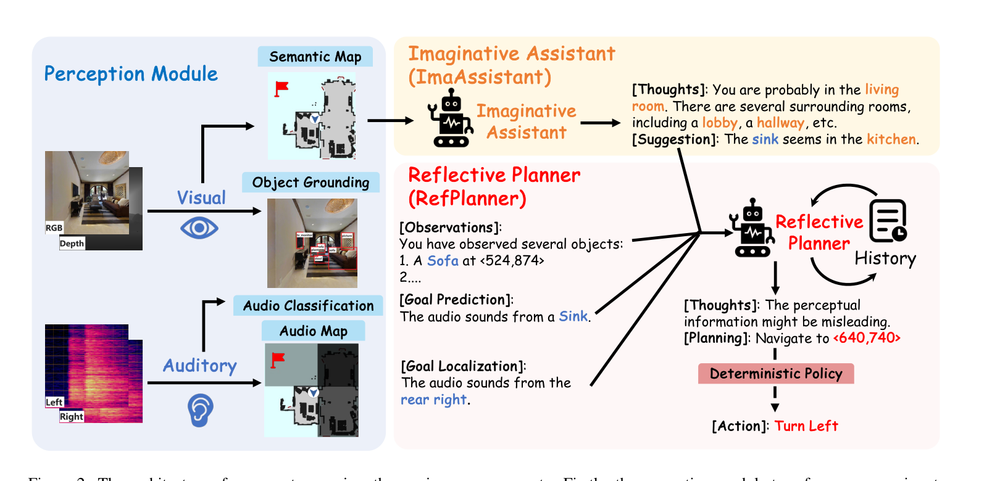 Perception Module
Semantic Map
Object Grounding
Visual
RGB
Depth
tv_monitor
picture
sofa
Audio Classification
Audio Map
Auditory
Left
Right
Imaginative Assistant
(ImaAssistant)
Imaginative
Assistant
[Thoughts]: You are probably in the living
room. There are several surrounding rooms,
including a lobby, a hallway, etc.
[Suggestion]: The sink seems in the kitchen.
Reflective Planner
(RefPlanner)
[Observations]:
You have observed several objects:
1. A Sofa at <524,874>
2....
[Goal Prediction]:
The audio sounds from a Sink.
[Goal Localization]:
The audio sounds from the
rear right.
Reflective
Planner
History
[Thoughts]: The perceptual
information might be misleading.
[Planning]: Navigate to <640,740>
Deterministic Policy
[Action]: Turn Left